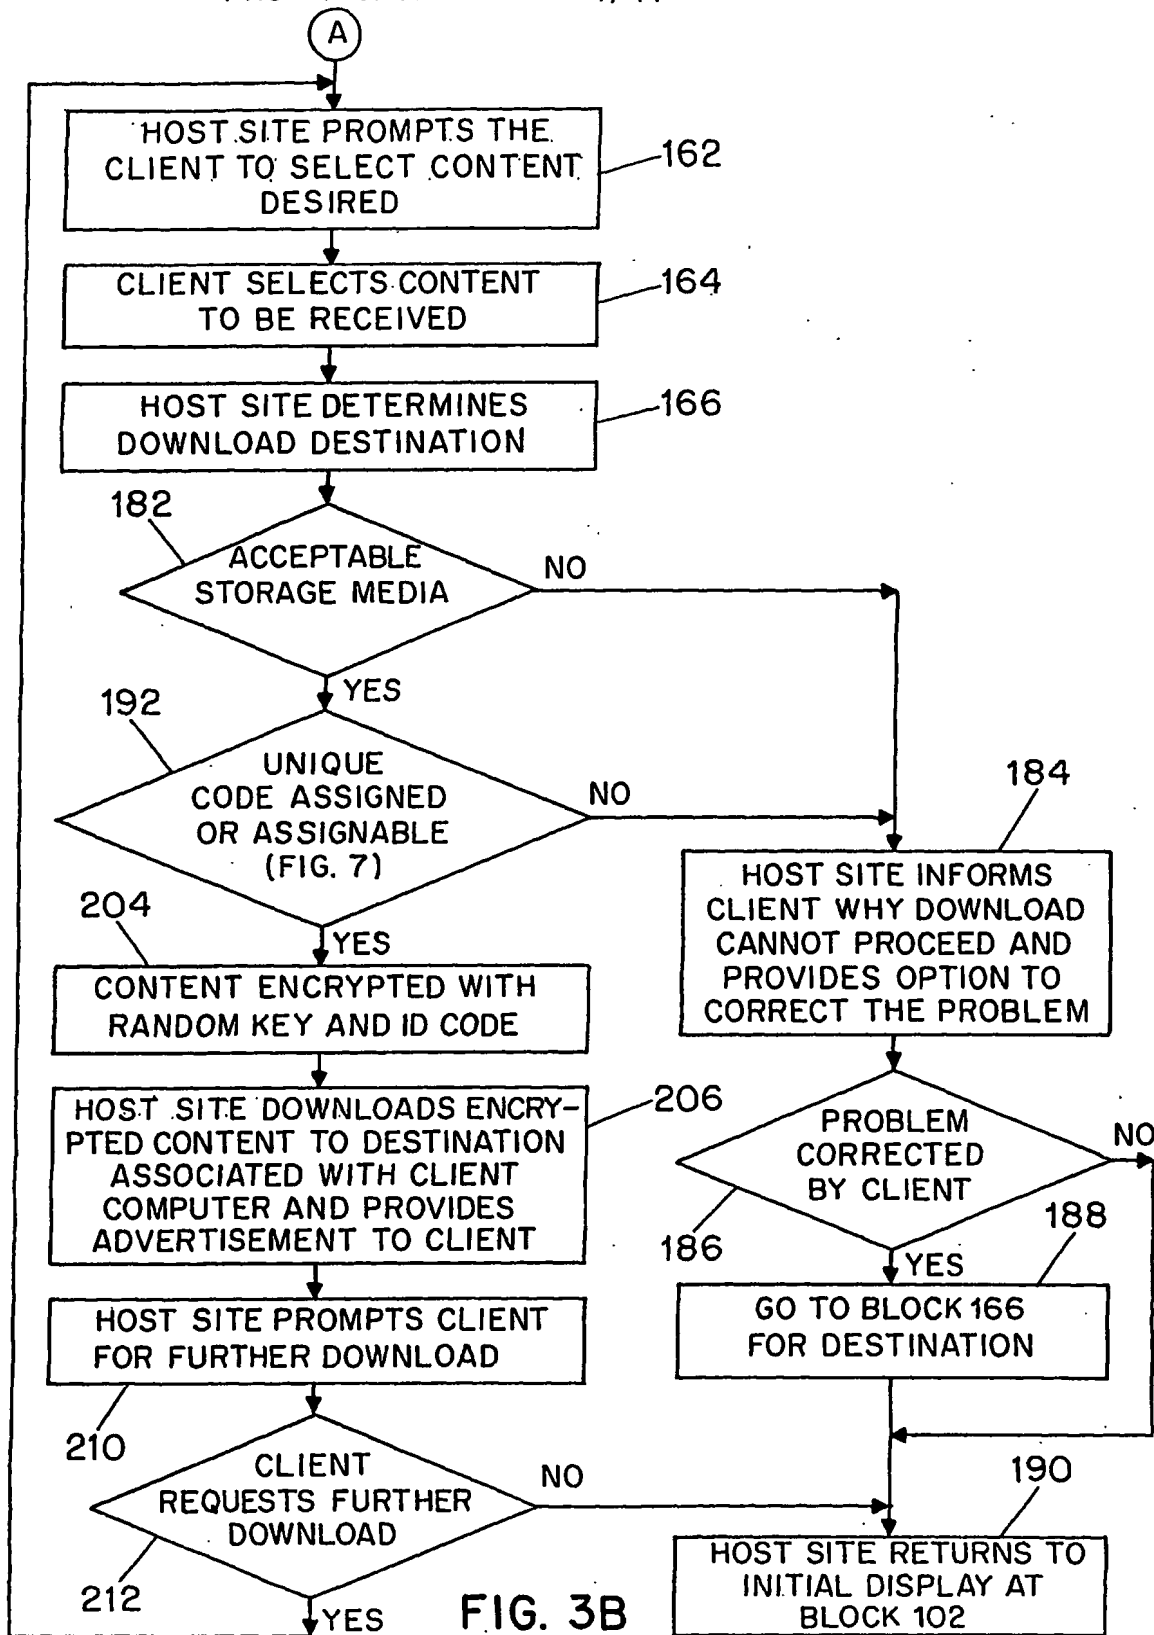 A
HOST SITE PROMPTS THE
CLIENT TO SELECT CONTENT
DESIRED
162
CLIENT SELECTS CONTENT
TO BE RECEIVED
164
HOST SITE DETERMINES
DOWNLOAD DESTINATION
166
182
ACCEPTABLE
STORAGE MEDIA
NO
YES
192
UNIQUE
CODE ASSIGNED
OR ASSIGNABLE
(FIG. 7)
NO
YES
184
HOST SITE INFORMS
CLIENT WHY DOWNLOAD
CANNOT PROCEED AND
PROVIDES OPTION TO
CORRECT THE PROBLEM
204
CONTENT ENCRYPTED WITH
RANDOM KEY AND ID CODE
HOST SITE DOWNLOADS ENCRY-
PTED CONTENT TO DESTINATION
ASSOCIATED WITH CLIENT
COMPUTER AND PROVIDES
ADVERTISEMENT TO CLIENT
206
PROBLEM
CORRECTED
BY CLIENT
NO
186
YES
188
GO TO BLOCK 166
FOR DESTINATION
HOST SITE PROMPTS CLIENT
FOR FURTHER DOWNLOAD
210
CLIENT
REQUESTS FURTHER
DOWNLOAD
NO
212
YES
190
HOST SITE RETURNS TO
INITIAL DISPLAY AT
BLOCK 102
FIG. 3B